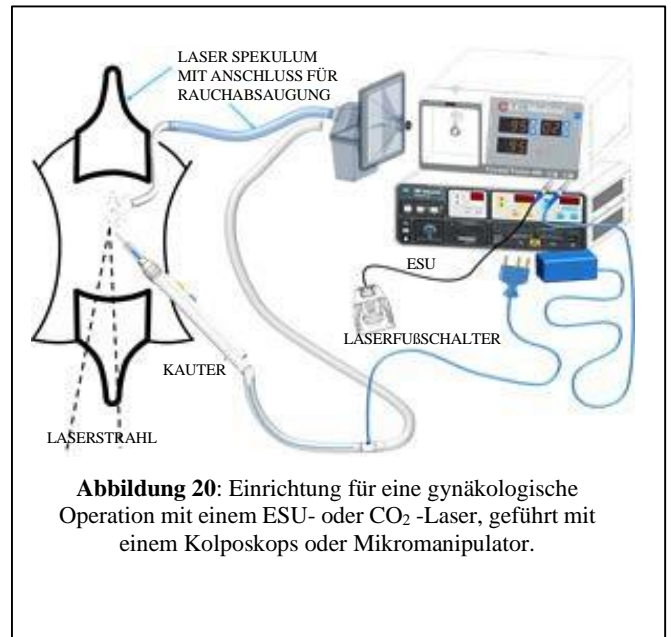 LASER SPEKULUM
MIT ANSCHLUSS FÜR
RAUCHABSAUGUNG
ESU
LASERFUßSCHALTER
KAUTER
LASERSTRAHL
Abbildung 20: Einrichtung für eine gynäkologische
Operation mit einem ESU- oder CO₂ -Laser, geführt mit
einem Kolposkops oder Mikromanipulator.